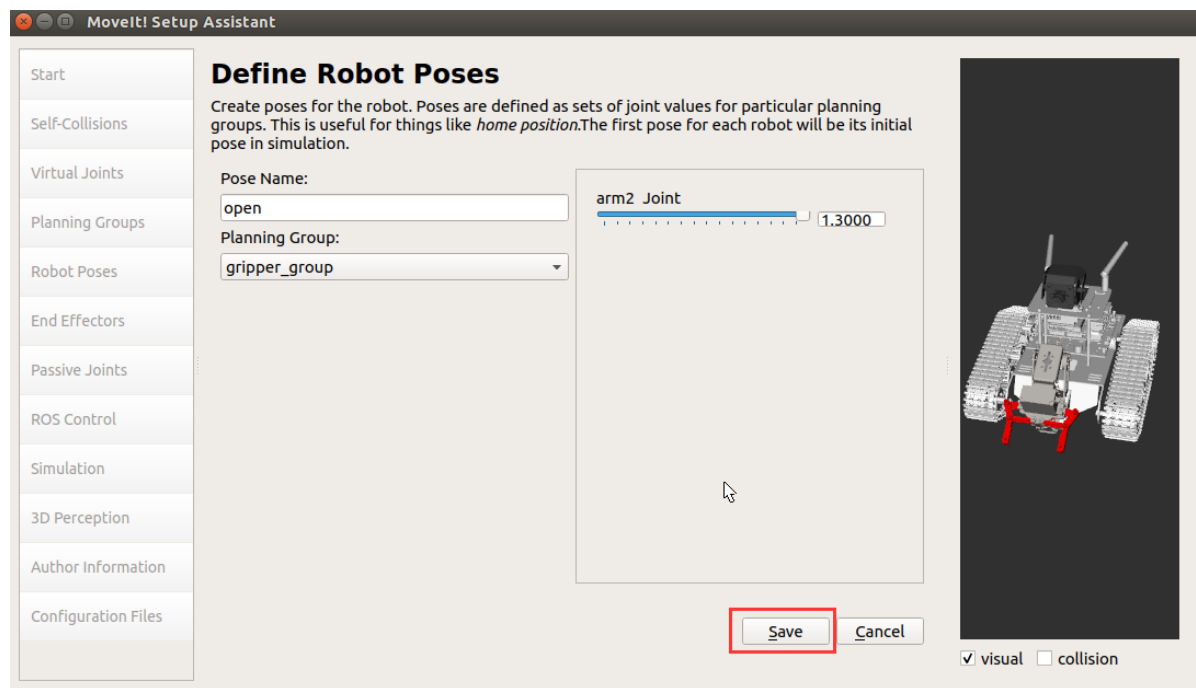 MoveIt! Setup Assistant
Start
Self-Collisions
Virtual Joints
Planning Groups
Robot Poses
End Effectors
Passive Joints
ROS Control
Simulation
3D Perception
Author Information
Configuration Files
Define Robot Poses
Create poses for the robot. Poses are defined as sets of joint values for particular planning
groups. This is useful for things like home position.The first pose for each robot will be its initial
pose in simulation.
Pose Name:
open
Planning Group:
gripper_group
arm2_Joint
1.3000
Save
Cancel
visual
collision